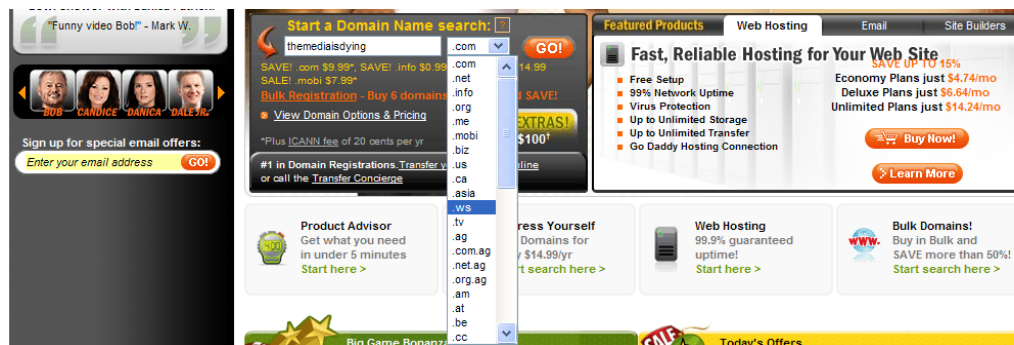 "Funny video Bob!" - Mark W.
BOB CANDICE DANICA DALE JR.
Sign up for special email offers:
Enter your email address GO!
Start a Domain Name search: ?
themediaisdying .com GO!
SAVE! .com $9.99*, SAVE! .info $0.99 14.99
SALE! .mobi $7.99*
Bulk Registration - Buy 6 domains d SAVE!
View Domain Options & Pricing
EXTRAS!
$100†
*Plus ICANN fee of 20 cents per yr
#1 in Domain Registrations. Transfer y nline
or call the Transfer Concierge
.com
.net
.info
.org
.me
.mobi
.biz
.us
.ca
.asia
.ws
.tv
.ag
.com.ag
.net.ag
.org.ag
.am
.at
.be
.cc
Featured Products Web Hosting Email Site Builders
Fast, Reliable Hosting for Your Web Site
SAVE UP TO 15%
Free Setup
99% Network Uptime
Virus Protection
Up to Unlimited Storage
Up to Unlimited Transfer
Go Daddy Hosting Connection
Economy Plans just $4.74/mo
Deluxe Plans just $6.64/mo
Unlimited Plans just $14.24/mo
Buy Now!
Learn More
Product Advisor
Get what you need
in under 5 minutes
Start here >
ress Yourself
Domains for
$14.99/yr
t search here >
Web Hosting
99.9% guaranteed
uptime!
Start here >
www.
Bulk Domains!
Buy in Bulk and
SAVE more than 50%!
Start search here >
Big Game Bonanz
SALE
Today's Offers